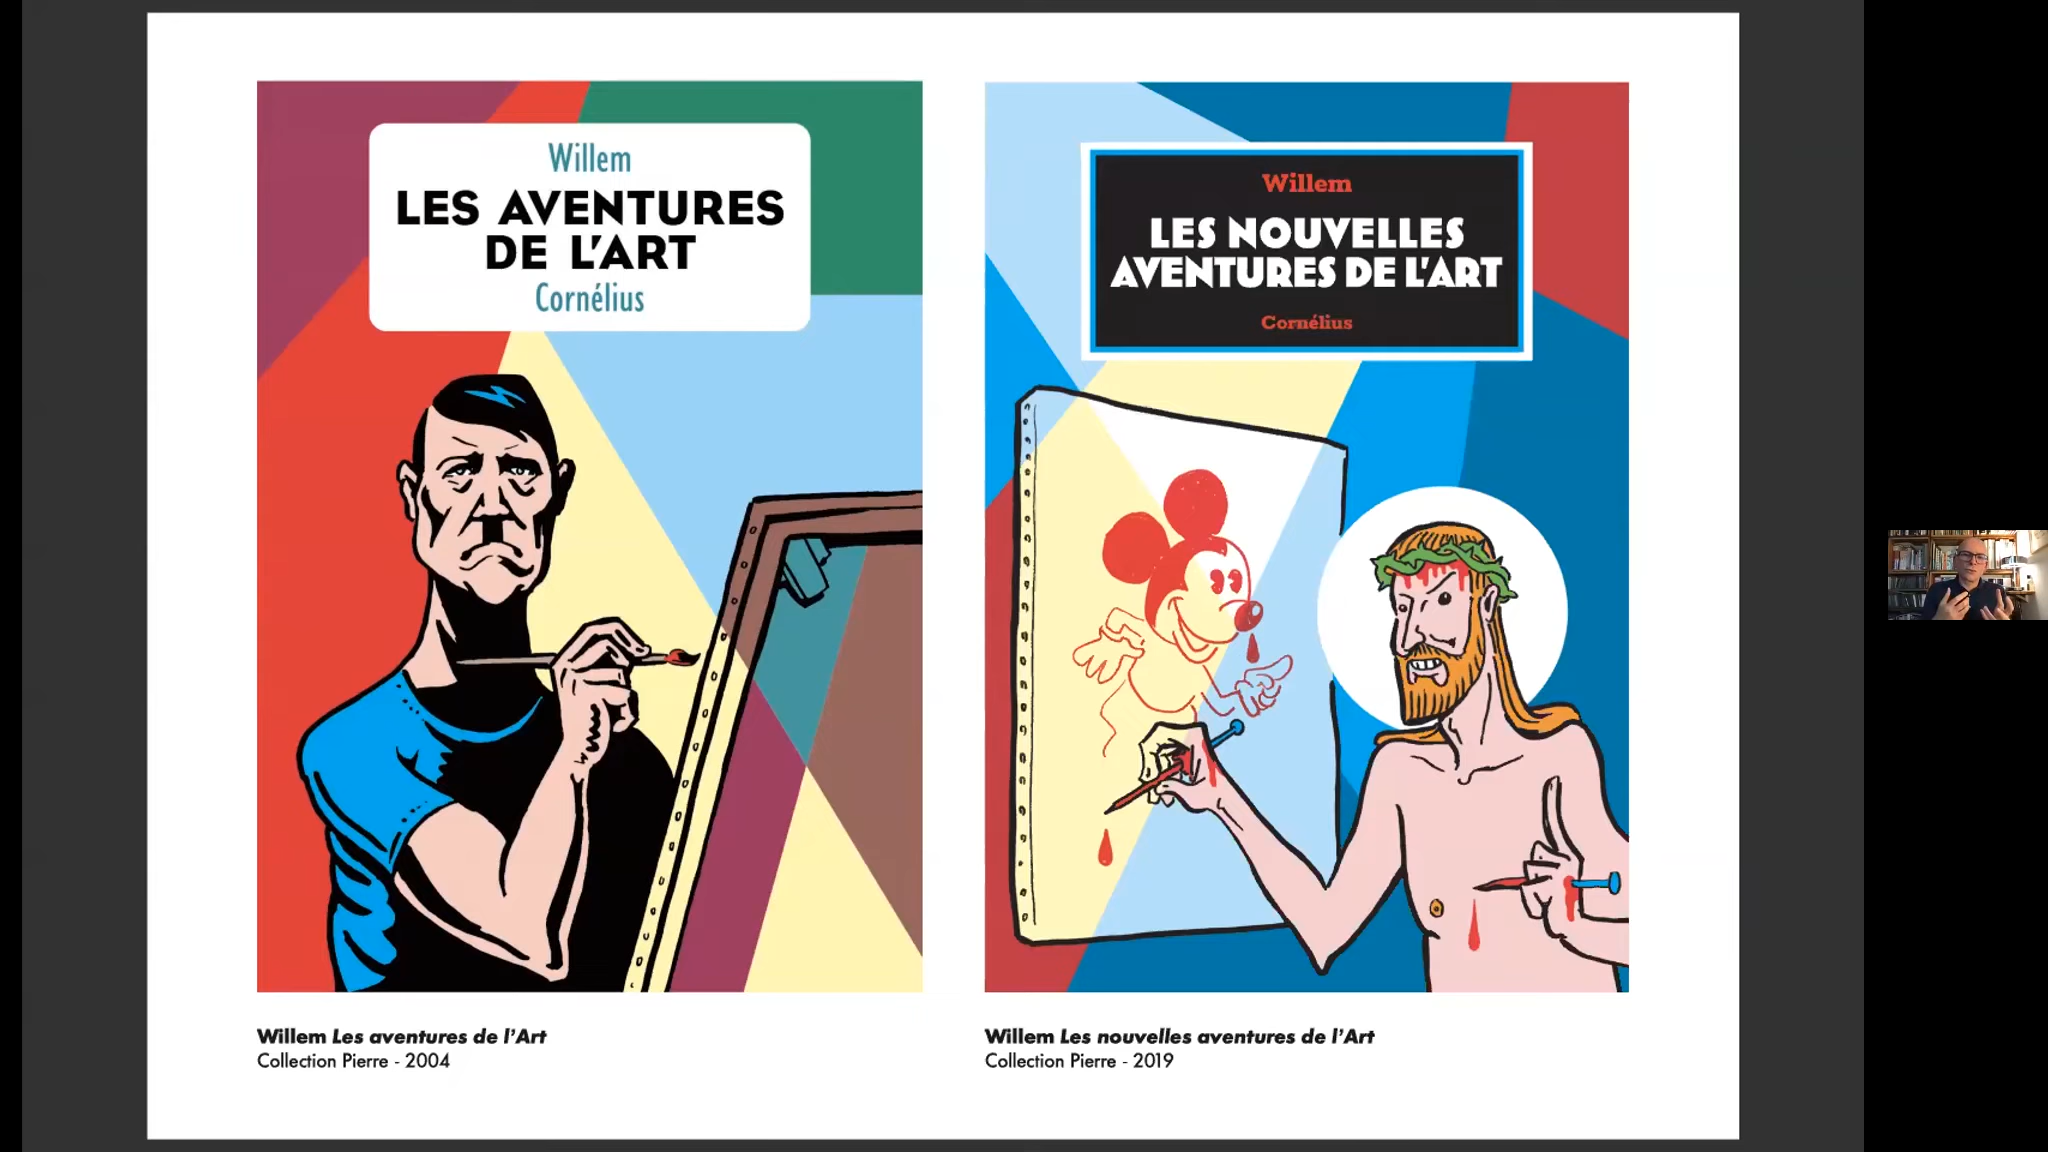 Willem
LES AVENTURES
DE L'ART
Cornélius
Willem
LES NOUVELLES
AVENTURES DE L'ART
Cornélius
Willem Les aventures de l'Art
Collection Pierre - 2004
Willem Les nouvelles aventures de l'Art
Collection Pierre - 2019